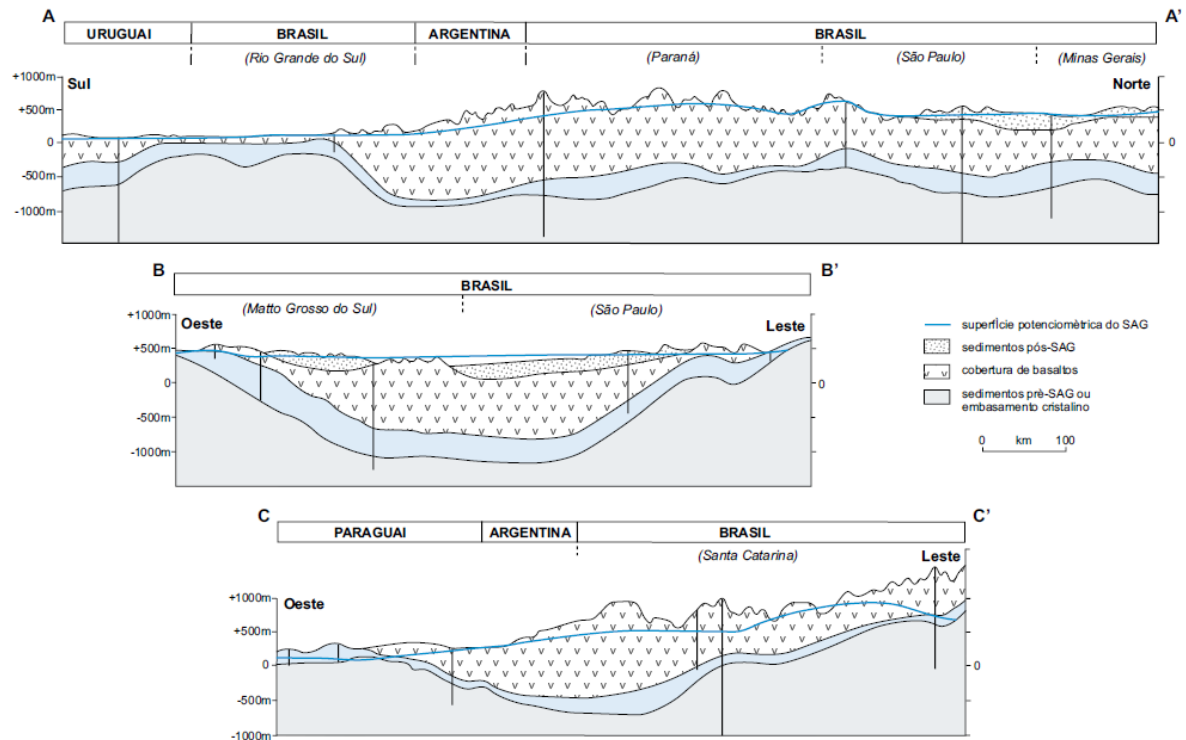 A A'
URUGUAI BRASIL ARGENTINA BRASIL
(Rio Grande do Sul) (Paraná) (São Paulo) (Minas Gerais)
+1000m Sul Norte
+500m
0 0
-500m
-1000m
B B'
BRASIL
(Matto Grosso do Sul) (São Paulo)
+1000m Oeste Leste
+500m
0 0
-500m
-1000m
superfície potenciomètrica do SAG
sedimentos pós-SAG
cobertura de basaltos
sedimentos prè-SAG ou
embasamento cristalino
0 km 100
C C'
PARAGUAI ARGENTINA BRASIL
(Santa Catarina)
Leste
Oeste
+1000m
+500m
0 0
-500m
-1000m